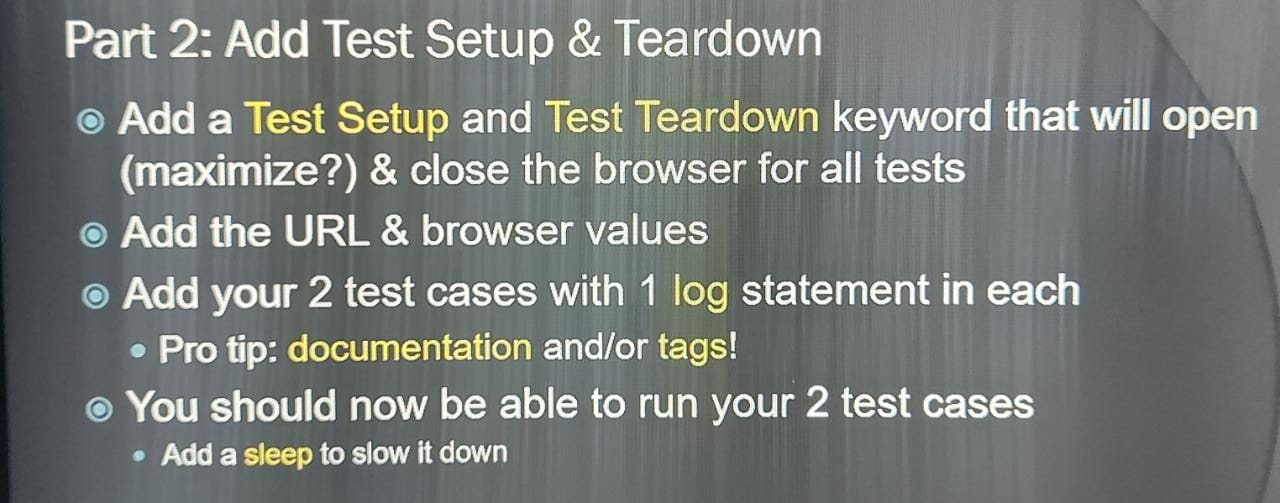 Part 2: Add Test Setup & Teardown
Add a Test Setup and Test Teardown keyword that will open
(maximize?) & close the browser for all tests
Add the URL & browser values
Add your 2 test cases with 1 log statement in each
Pro tip: documentation and/or tags!
You should now be able to run your 2 test cases
Add a sleep to slow it down